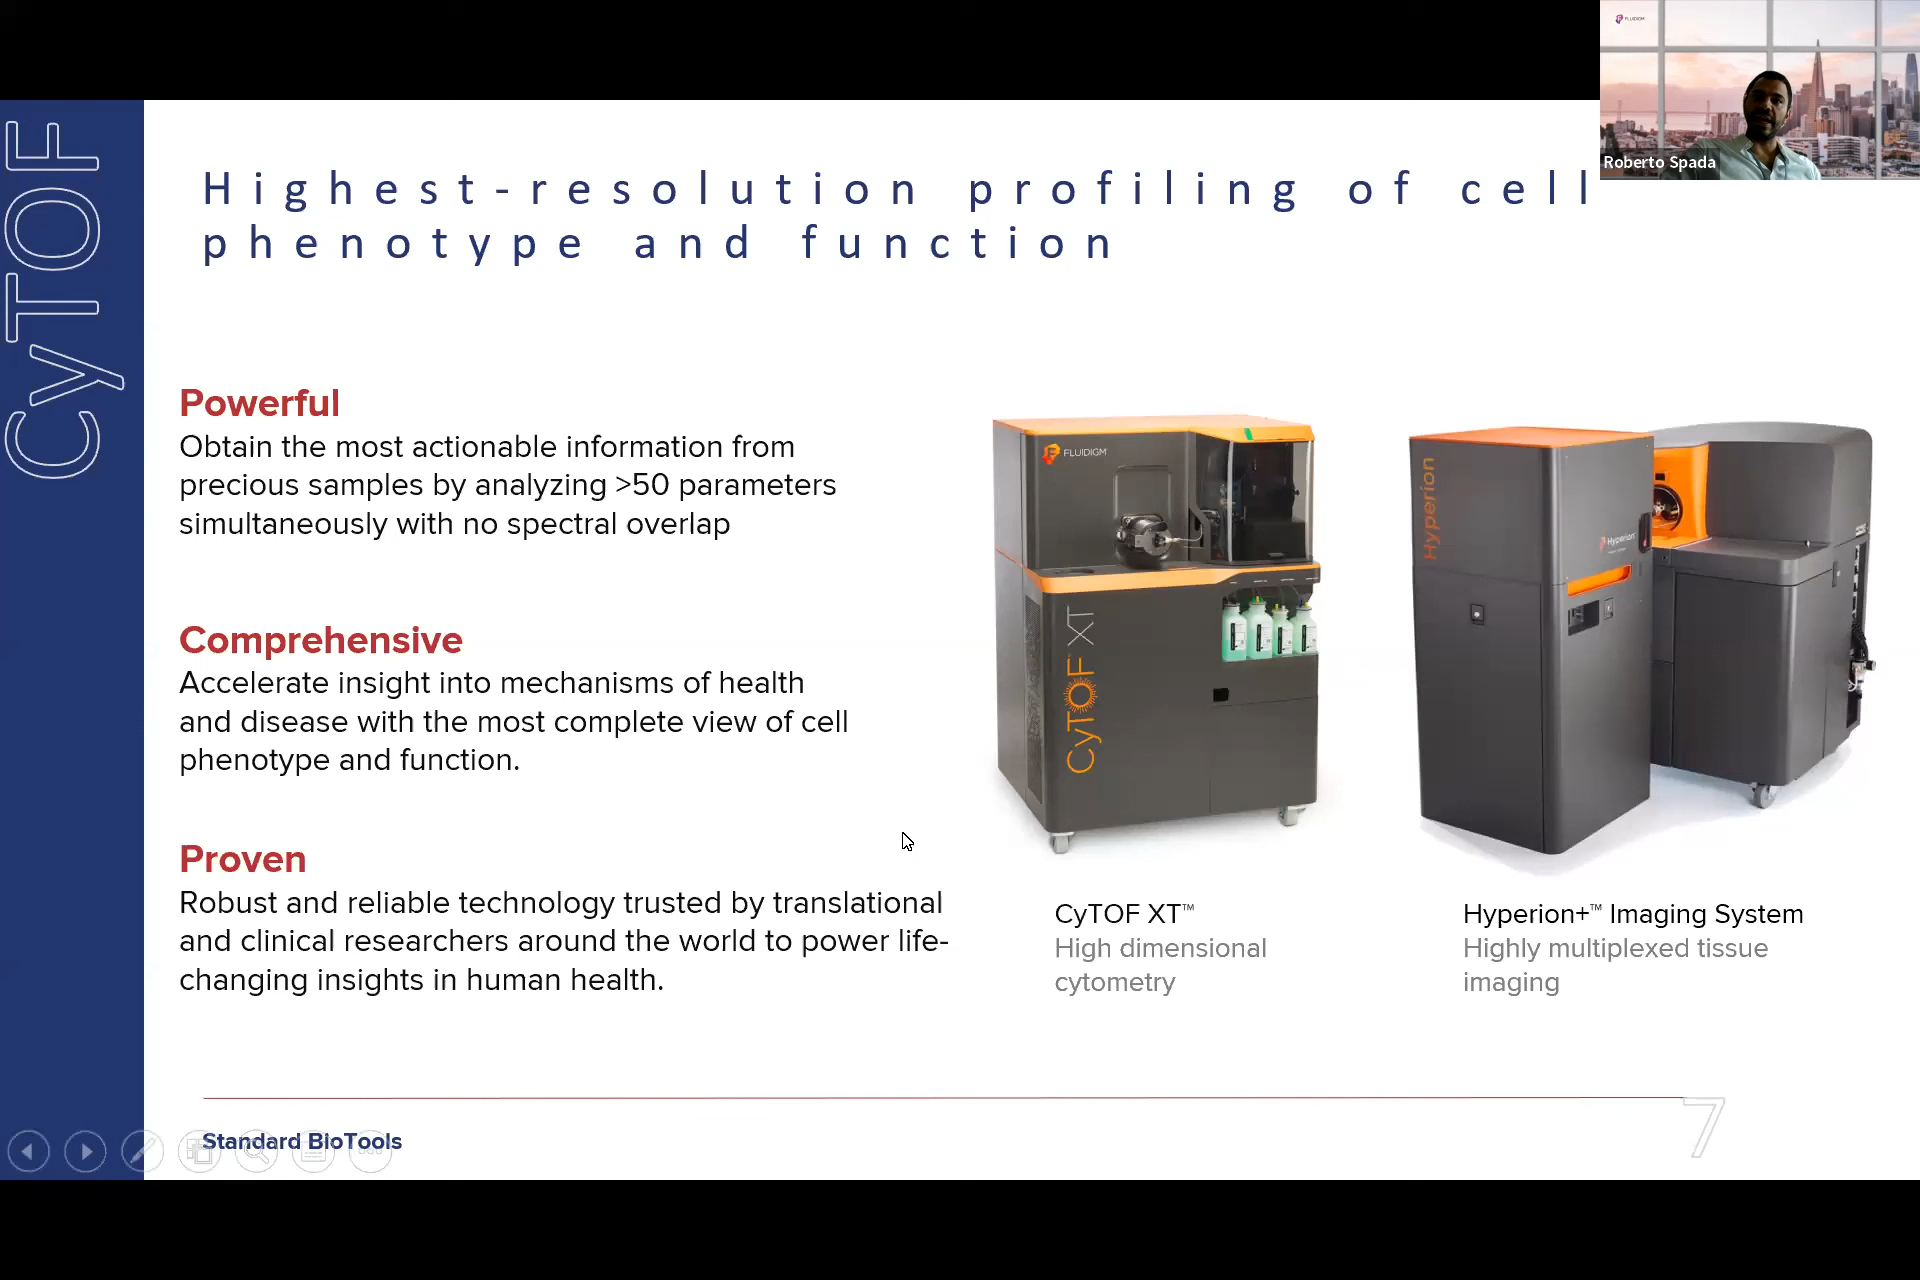 FLUIDIGM
Roberto Spada
CyTOF
Highest-resolution profiling of cell
phenotype and function
Powerful
Obtain the most actionable information from
precious samples by analyzing >50 parameters
simultaneously with no spectral overlap
Comprehensive
Accelerate insight into mechanisms of health
and disease with the most complete view of cell
phenotype and function.
Proven
Robust and reliable technology trusted by translational
and clinical researchers around the world to power life-
changing insights in human health.
FLUIDIGM
CyTOF XT
Hyperion
Hyperion
CyTOF XT™
High dimensional
cytometry
Hyperion+™ Imaging System
Highly multiplexed tissue
imaging
Standard BioTools
7